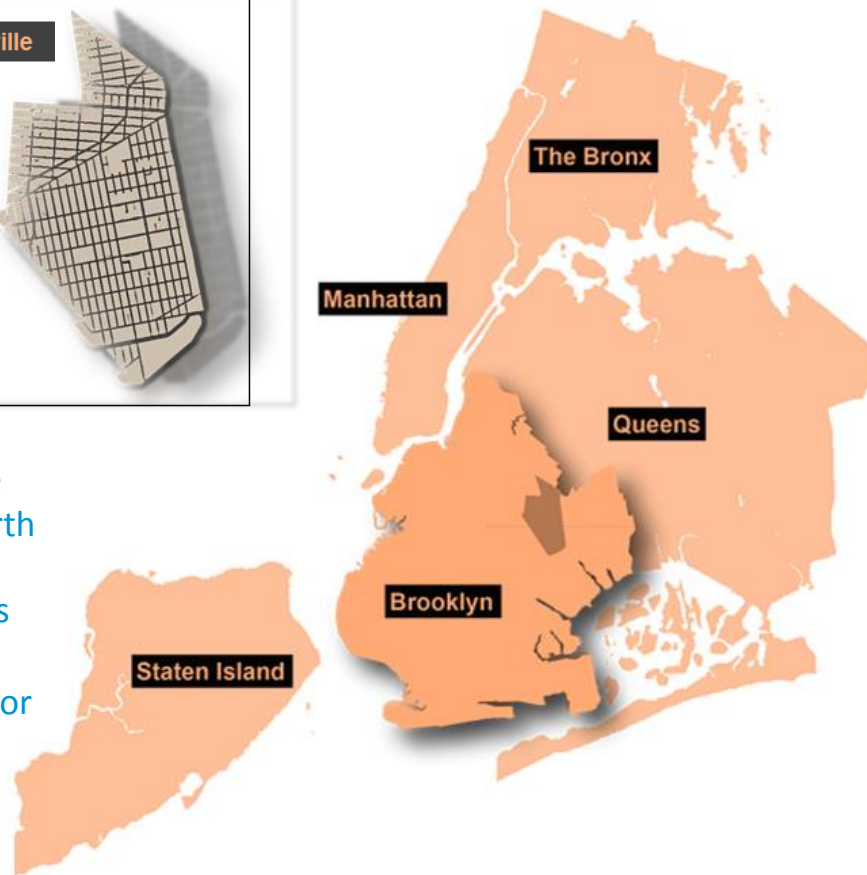 ille
The Bronx
Manhattan
Queens
rth
s
Brooklyn
Staten Island
or